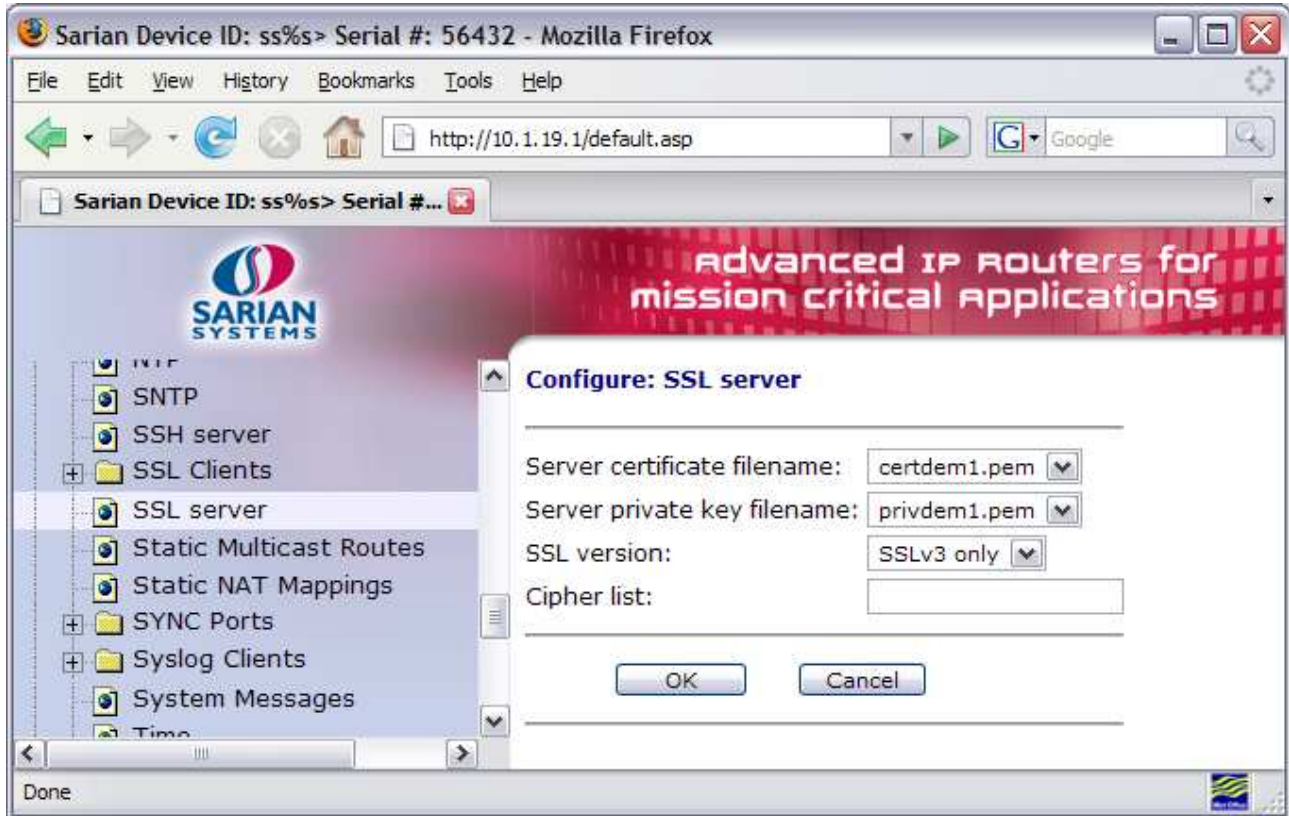 Sarian Device ID: ss%s> Serial #: 56432 - Mozilla Firefox
File Edit View History Bookmarks Tools Help
http://10.1.19.1/default.asp
G Google
Sarian Device ID: ss%s> Serial #...
SARIAN
SYSTEMS
Advanced IP Routers for
mission critical Applications
NTP
SNTP
SSH server
SSL Clients
SSL server
Static Multicast Routes
Static NAT Mappings
SYNC Ports
Syslog Clients
System Messages
Time
Configure: SSL server
Server certificate filename: certdem1.pem
Server private key filename: privdem1.pem
SSL version: SSLv3 only
Cipher list:
OK Cancel
Done